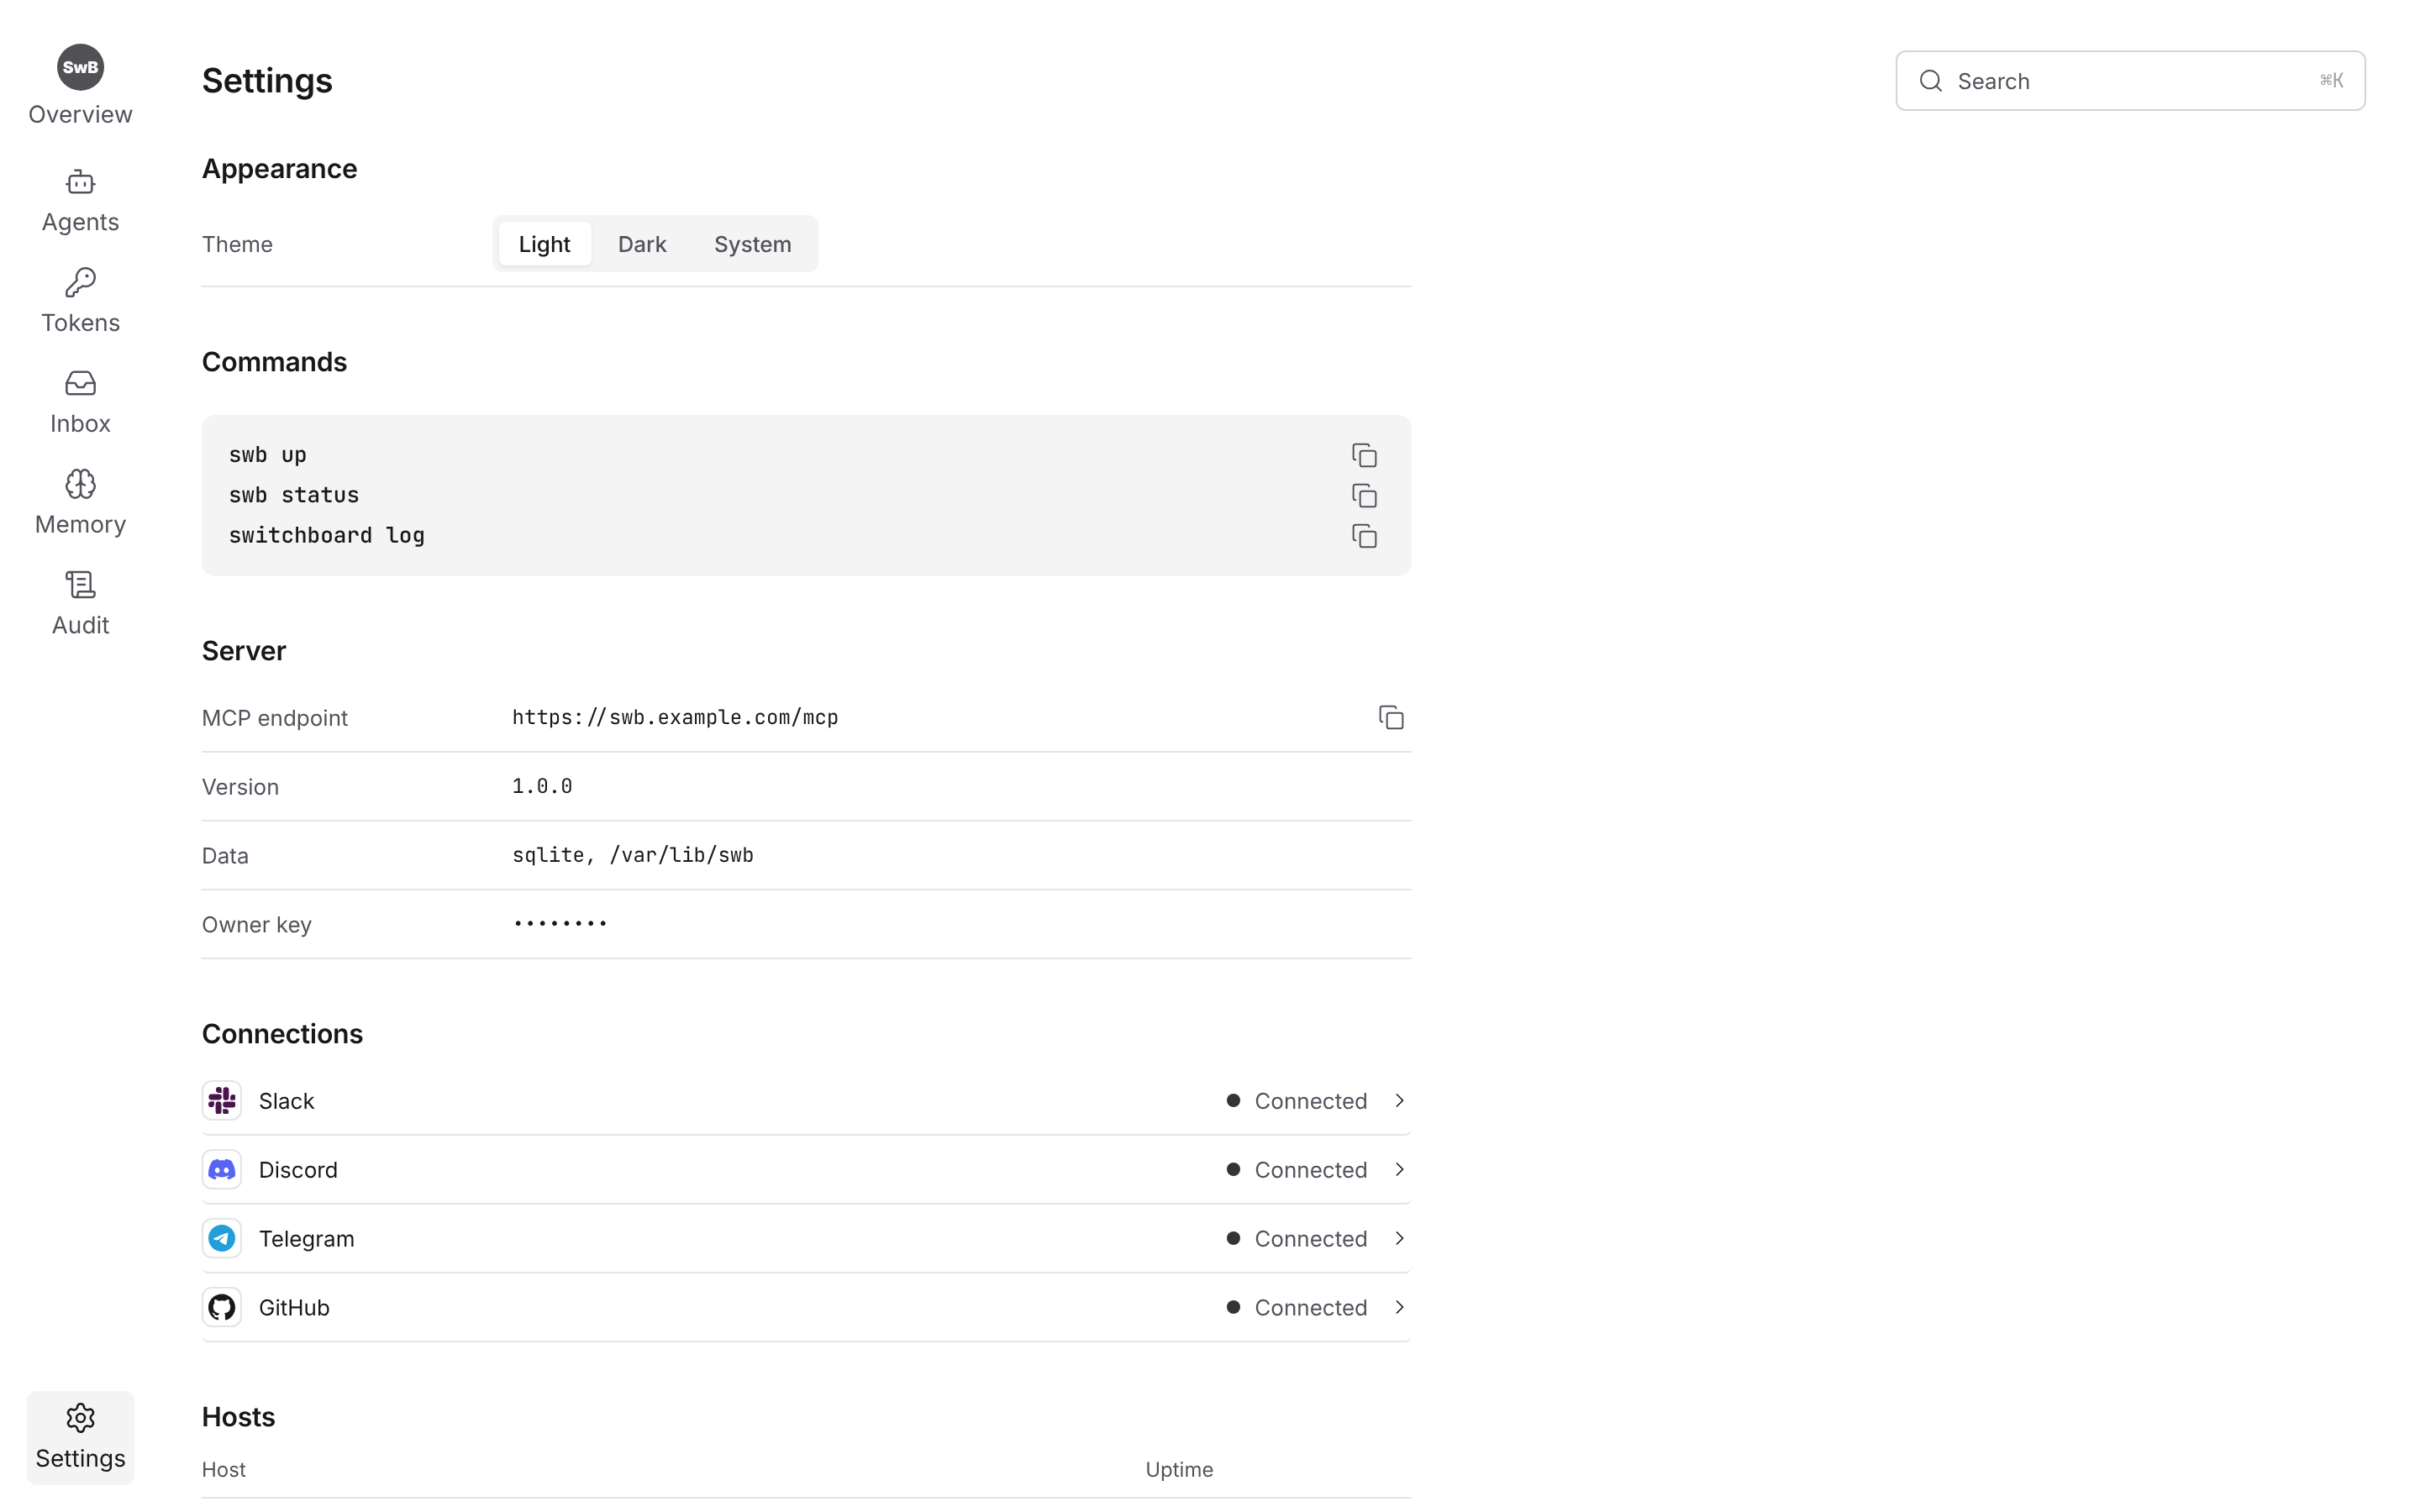 SwB
Overview
Agents
Tokens
Inbox
Memory
Audit
Settings
Settings
Search ⌘K
Appearance
Theme Light Dark System
Commands
swb up
swb status
switchboard log
Server
MCP endpoint https://swb.example.com/mcp
Version 1.0.0
Data sqlite, /var/lib/swb
Owner key ••••••••
Connections
Slack Connected
Discord Connected
Telegram Connected
GitHub Connected
Hosts
Host Uptime